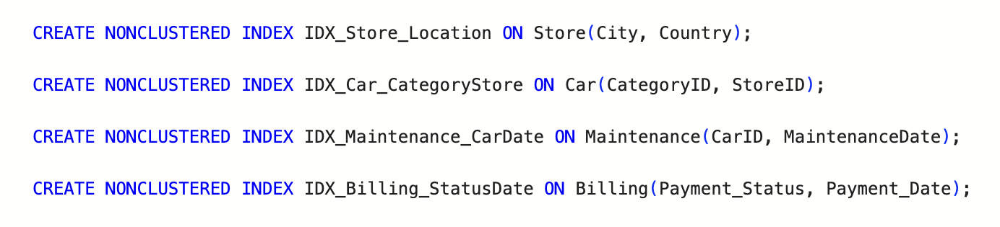 CREATE NONCLUSTERED INDEX IDX_Store_Location ON Store(City, Country);
CREATE NONCLUSTERED INDEX IDX_Car_CategoryStore ON Car(CategoryID, StoreID);
CREATE NONCLUSTERED INDEX IDX_Maintenance_CarDate ON Maintenance(CarID, MaintenanceDate);
CREATE NONCLUSTERED INDEX IDX_Billing_StatusDate ON Billing(Payment_Status, Payment_Date);